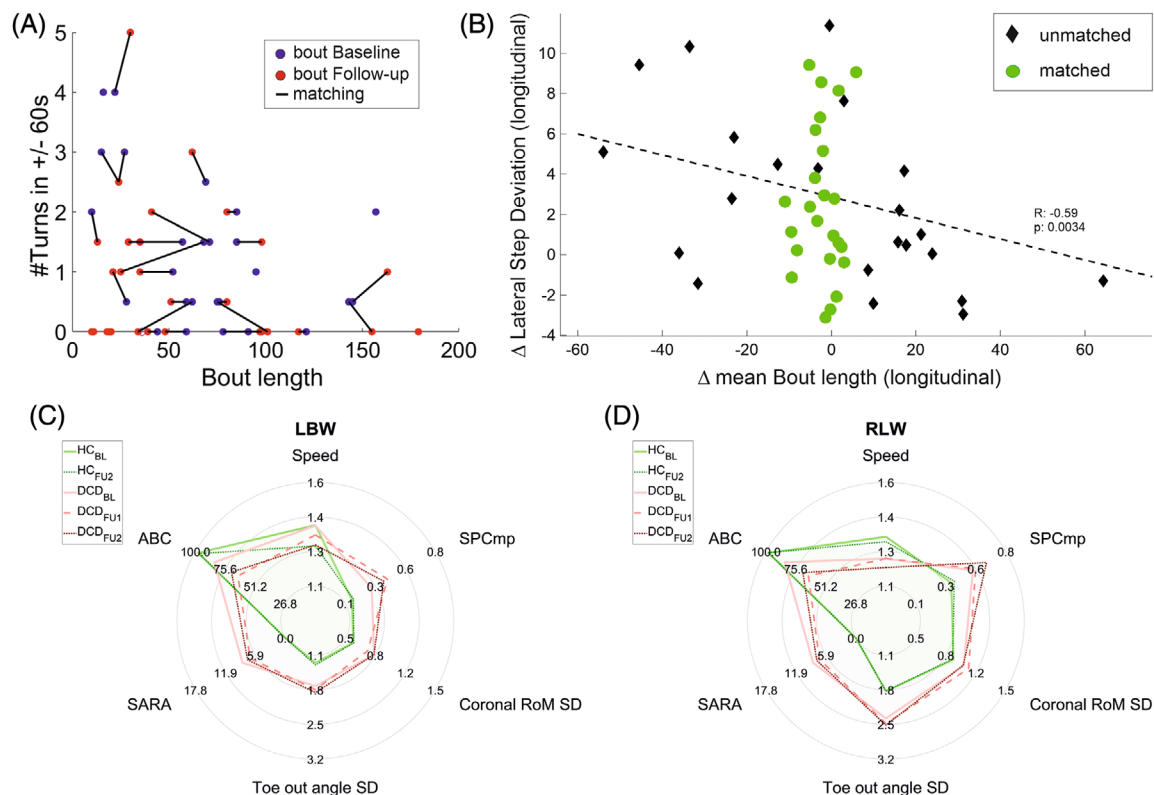 (A)
5
4
3
2
1
0
#Turns in +/- 60s
bout Baseline
bout Follow-up
matching
0
50
100
150
200
Bout length
(B)
10
8
6
4
2
0
-2
-4
Δ Lateral Step Deviation (longitudinal)
unmatched
matched
R: -0.59
p: 0.0034
-60
-40
-20
0
20
40
60
Δ mean Bout length (longitudinal)
(C)
LBW
HC_BL
HC_FU2
DCD_BL
DCD_FU1
DCD_FU2
Speed
1.6
1.4
1.3
1.1
SPCmp
0.8
0.6
0.3
0.1
ABC
100.0
75.6
51.2
26.8
0.0
5.9
11.9
17.8
SARA
0.5
0.8
1.2
1.5
Coronal RoM SD
1.1
1.8
2.5
3.2
Toe out angle SD
(D)
RLW
HC_BL
HC_FU2
DCD_BL
DCD_FU1
DCD_FU2
Speed
1.6
1.4
1.3
1.1
SPCmp
0.8
0.6
0.3
0.1
ABC
100.0
75.6
51.2
26.8
0.0
5.9
11.9
17.8
SARA
0.5
0.8
1.2
1.5
Coronal RoM SD
1.1
1.8
2.5
3.2
Toe out angle SD